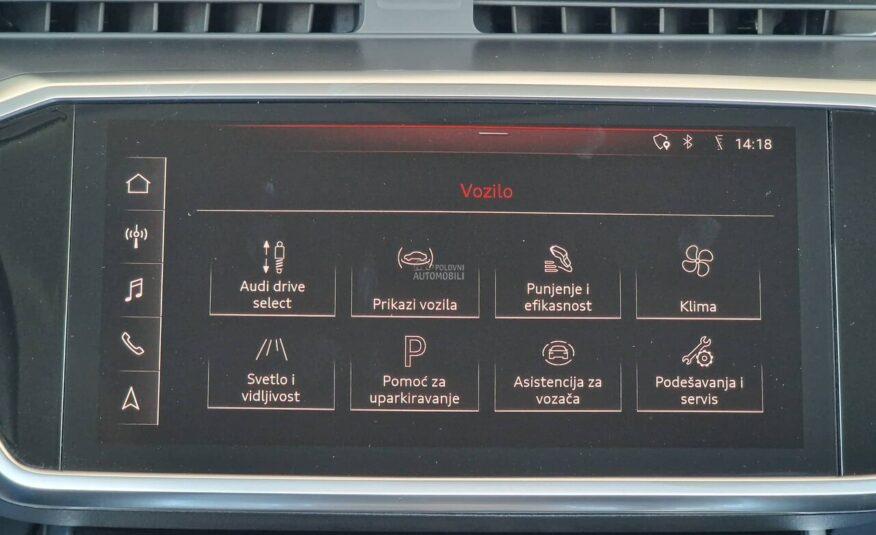 14:18
Vozilo
Audi drive
select
Prikazi vozila
Punjenje i
efikasnost
Klima
Svetlo i
vidljivost
P
Pomoć za
uparkiravanje
Asistencija za
vozača
Podešavanja i
servis
POLOVNI
AUTOMOBILI